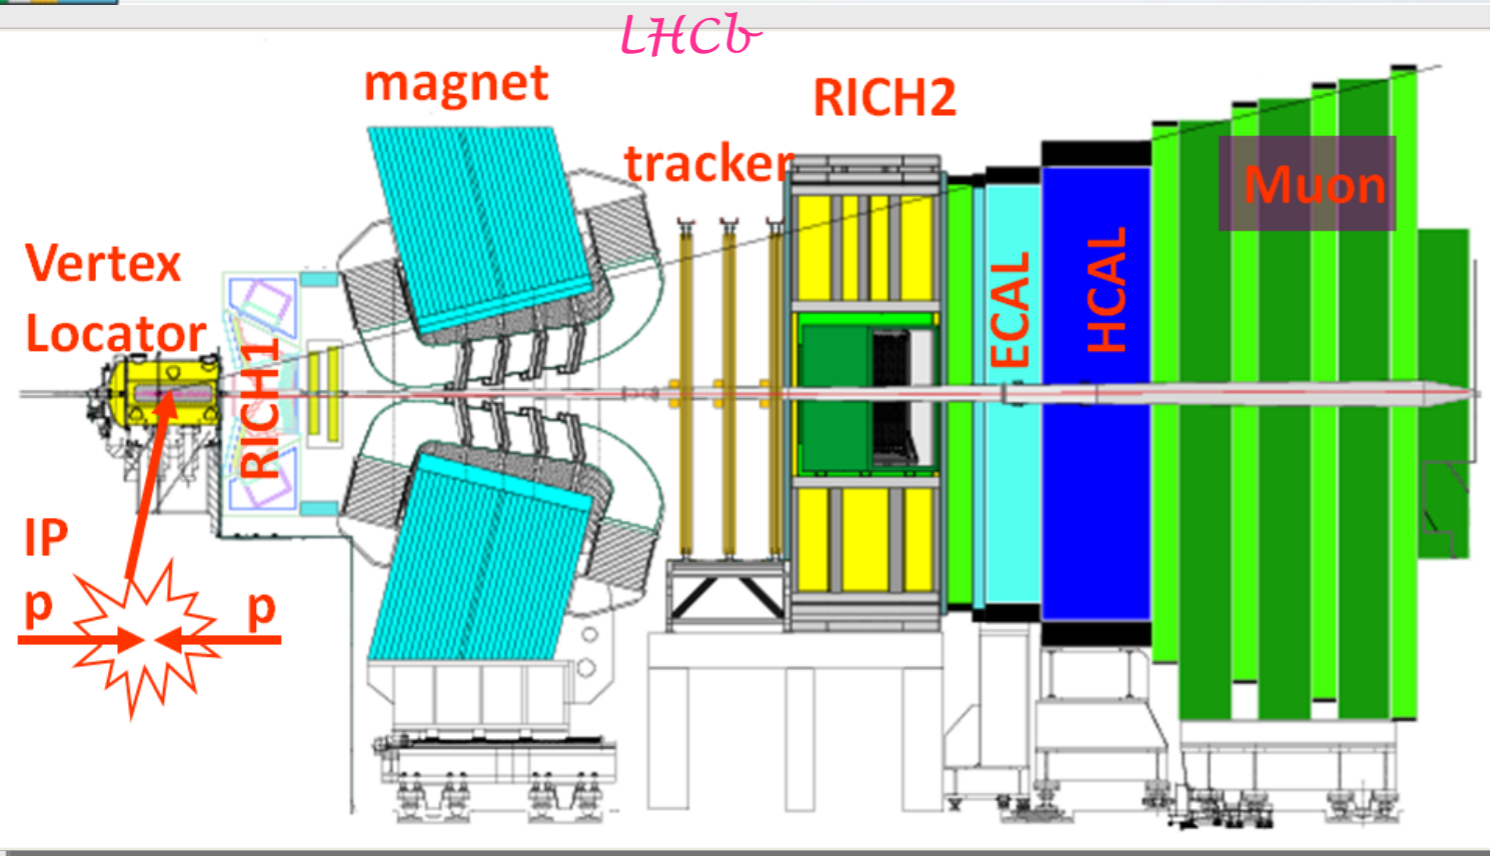 LHCb
magnet
RICH2
tracker
Muon
Vertex
Locator
ECAL
HCAL
RICH1
IP
p
p